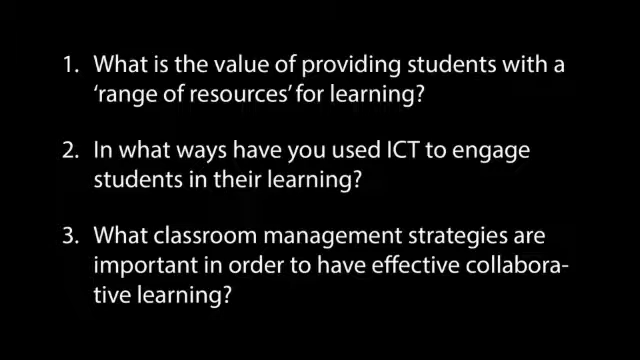 1. What is the value of providing students with a
‘range of resources’ for learning?
2. In what ways have you used ICT to engage
students in their learning?
3. What classroom management strategies are
important in order to have effective collabora-
tive learning?